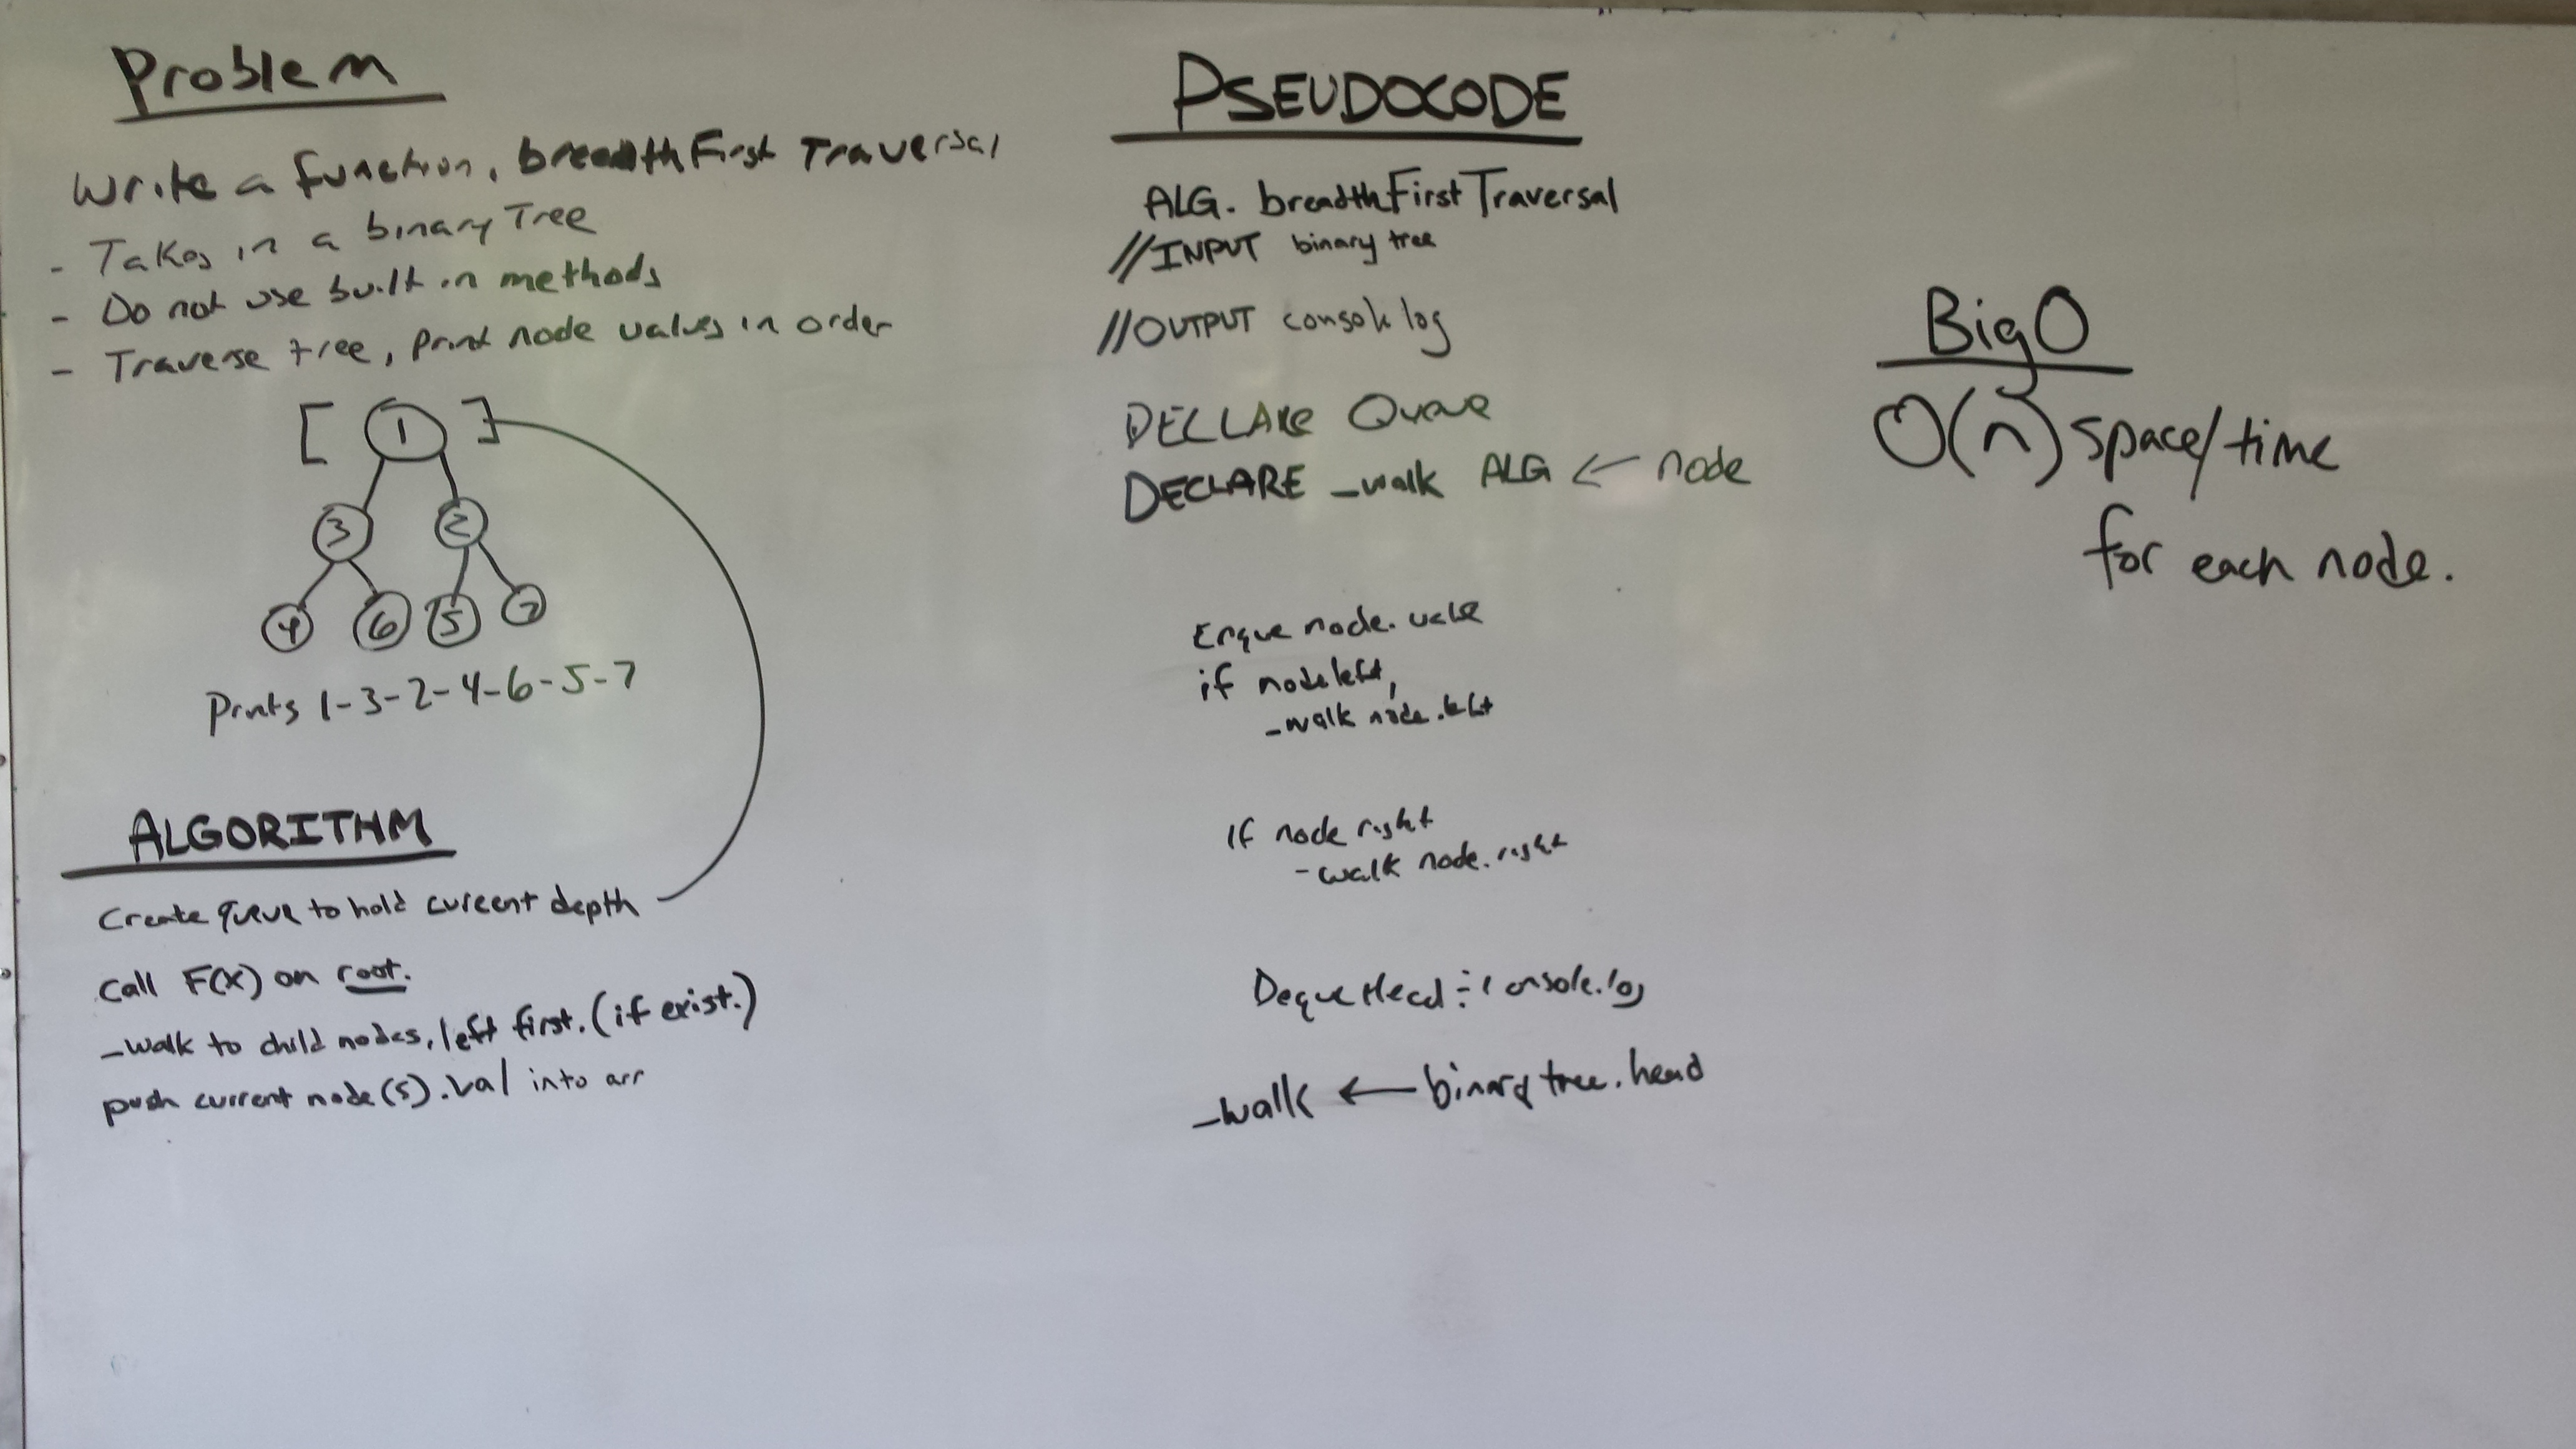 Problem
Write a function, breadthFirst Traversal
- Takes in a binary Tree
- Do not use built in methods
- Traverse tree, print node values in order
[ 1 ]
3 2
4 6 5 7
Prints 1-3-2-4-6-5-7
ALGORITHM
Create queue to hold current depth
Call F(x) on root.
_walk to child nodes, left first. (if exist.)
push current node(s).val into arr
PSEUDOCODE
ALG. breadthFirstTraversal
//INPUT binary tree
//OUTPUT console log
DECLARE Queue
DECLARE _walk ALG ← node
Enque node.value
if node left,
_walk node.left
If node right
-walk node.right
Deque Head console.log
_walk ← binary tree.head
Big O
O(n) space/time
for each node.